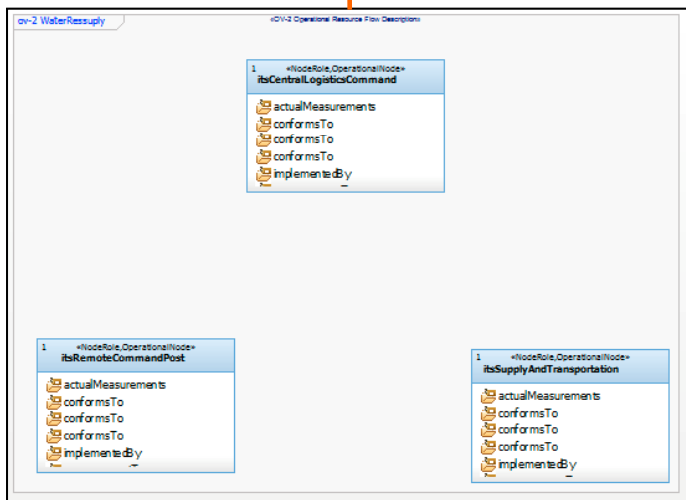 ov-2 WaterRessuply
«OV-2 Operational Resource Flow Description»
1 «NodeRole,OperationalNode»
itsCentralLogisticsCommand
actualMeasurements
conformsTo
conformsTo
conformsTo
implementedBy
1 «NodeRole,OperationalNode»
itsRemoteCommandPost
actualMeasurements
conformsTo
conformsTo
conformsTo
implementedBy
1 «NodeRole,OperationalNode»
itsSupplyAndTransportation
actualMeasurements
conformsTo
conformsTo
conformsTo
implementedBy